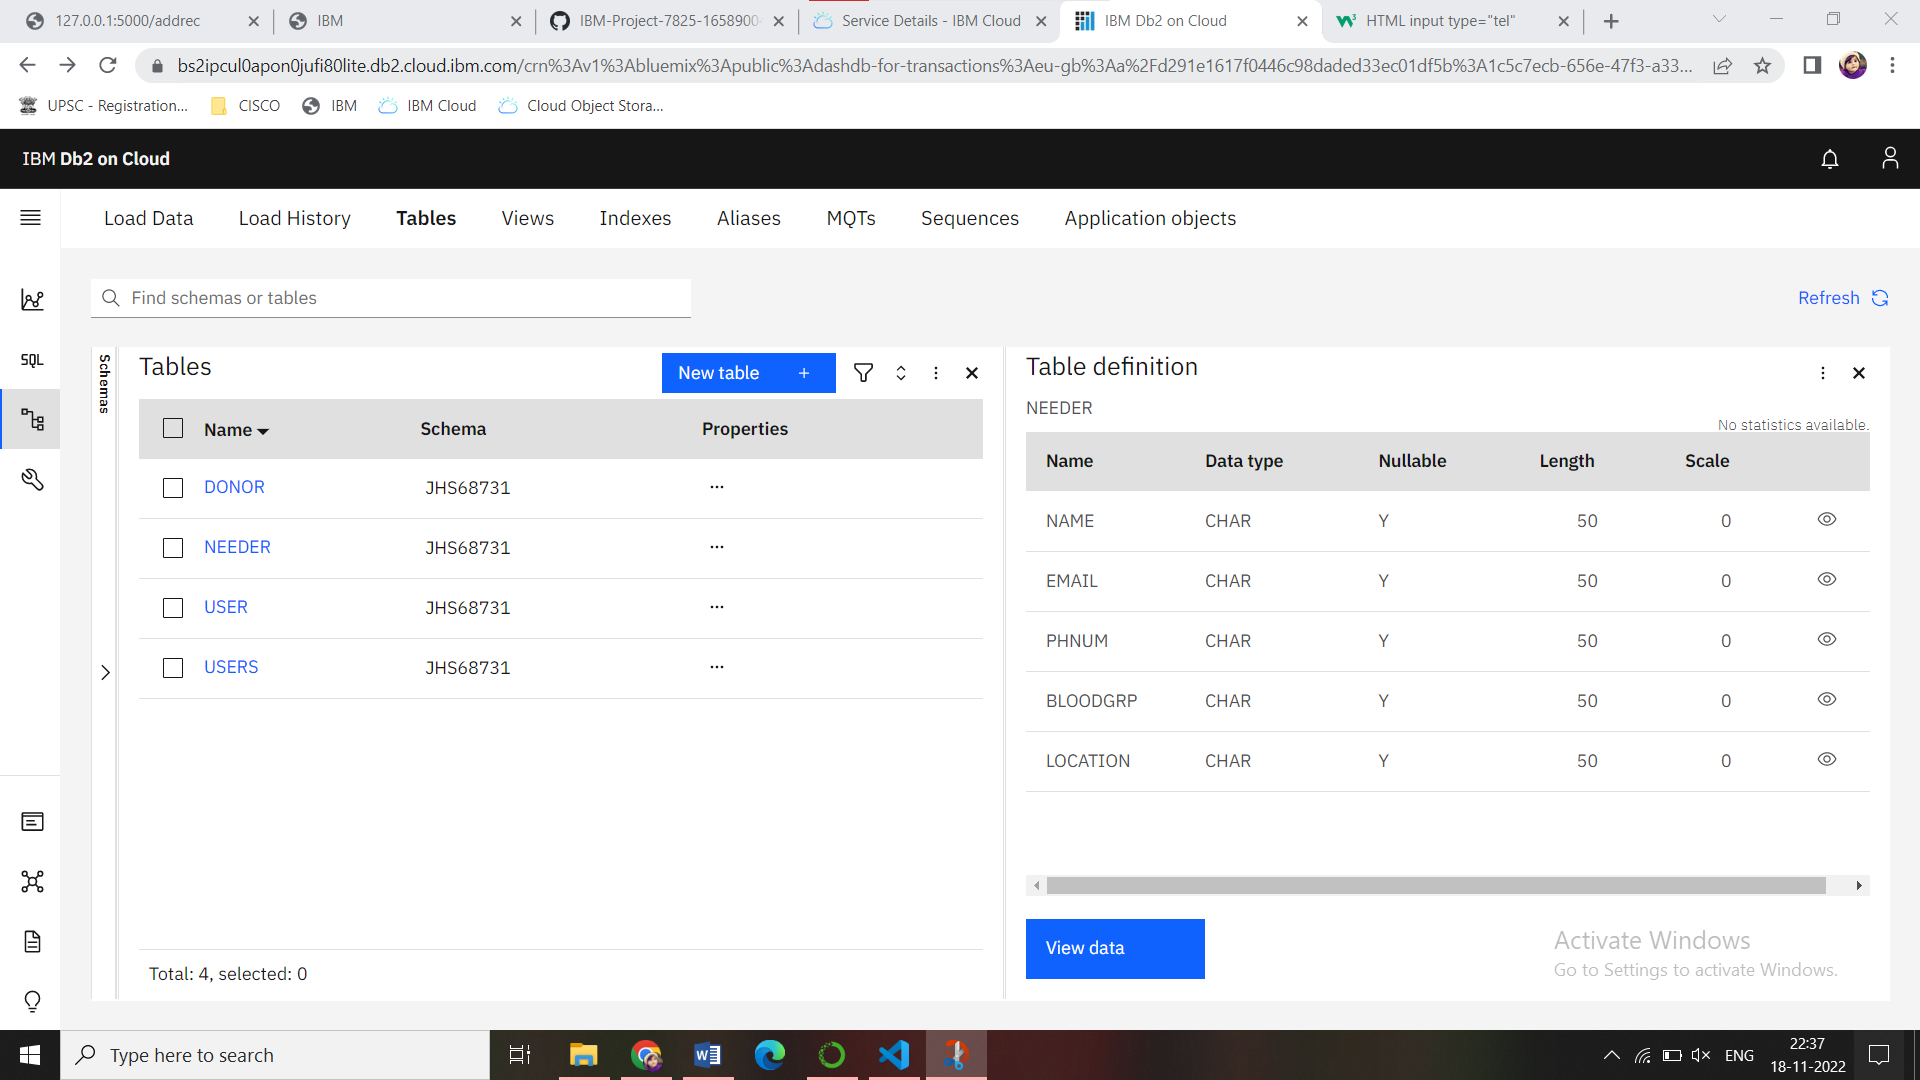 127.0.0.1:5000/addrec
IBM
IBM-Project-7825-16589004
Service Details - IBM Cloud
IBM Db2 on Cloud
HTML input type="tel"
bs2ipcul0apon0jufi80lite.db2.cloud.ibm.com/crn%3Av1%3Abluemix%3Apublic%3Adashdb-for-transactions%3Aeu-gb%3Aa%2Fd291e1617f0446c98daded33ec01df5b%3A1c5c7ecb-656e-47f3-a33...
UPSC - Registration...
CISCO
IBM
IBM Cloud
Cloud Object Stora...
IBM Db2 on Cloud
Load Data
Load History
Tables
Views
Indexes
Aliases
MQTs
Sequences
Application objects
SQL
Find schemas or tables
Refresh
Schemas
Tables
New table +
Name Schema Properties
DONOR JHS68731 ...
NEEDER JHS68731 ...
USER JHS68731 ...
USERS JHS68731 ...
Total: 4, selected: 0
Table definition
NEEDER
No statistics available.
Name Data type Nullable Length Scale
NAME CHAR Y 50 0
EMAIL CHAR Y 50 0
PHNUM CHAR Y 50 0
BLOODGRP CHAR Y 50 0
LOCATION CHAR Y 50 0
View data
Activate Windows
Go to Settings to activate Windows.
Type here to search
ENG
22:37
18-11-2022